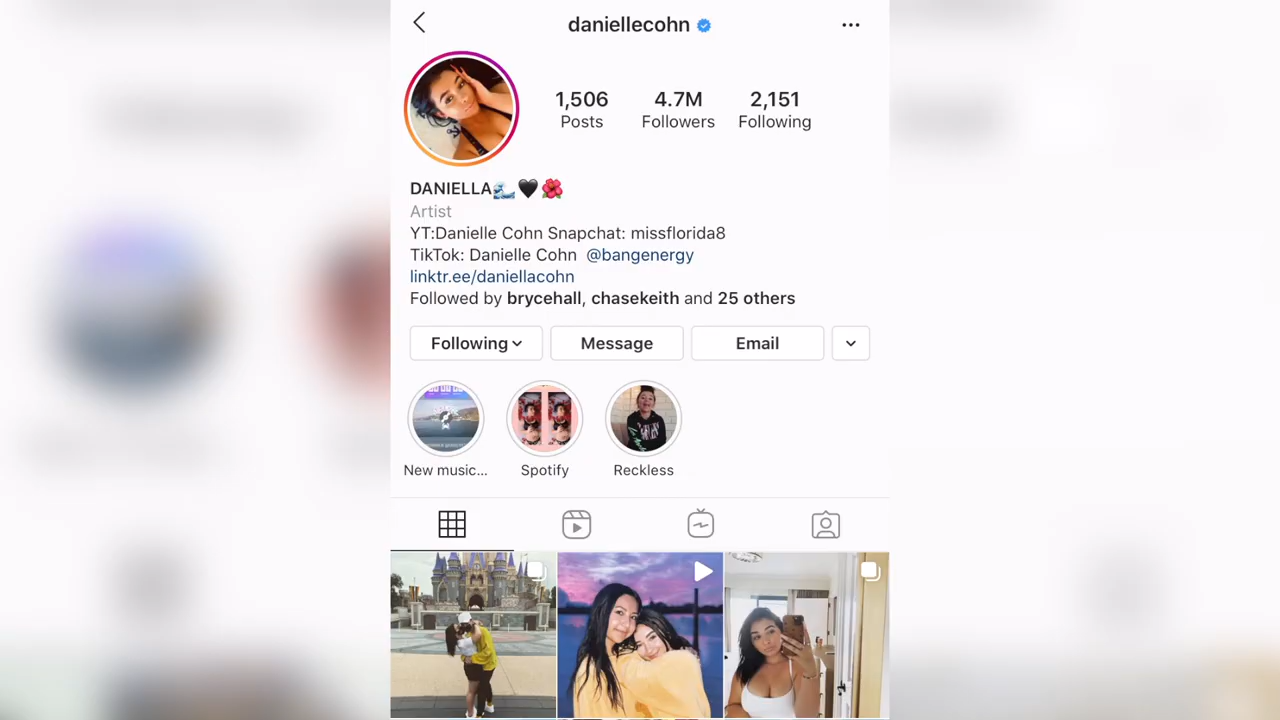 daniellecohn
1,506 4.7M 2,151
Posts Followers Following
DANIELLA🌊🖤🌺
Artist
YT:Danielle Cohn Snapchat: missflorida8
TikTok: Danielle Cohn @bangenergy
linktr.ee/daniellacohn
Followed by brycehall, chasekeith and 25 others
Following Message Email
New music... Spotify Reckless